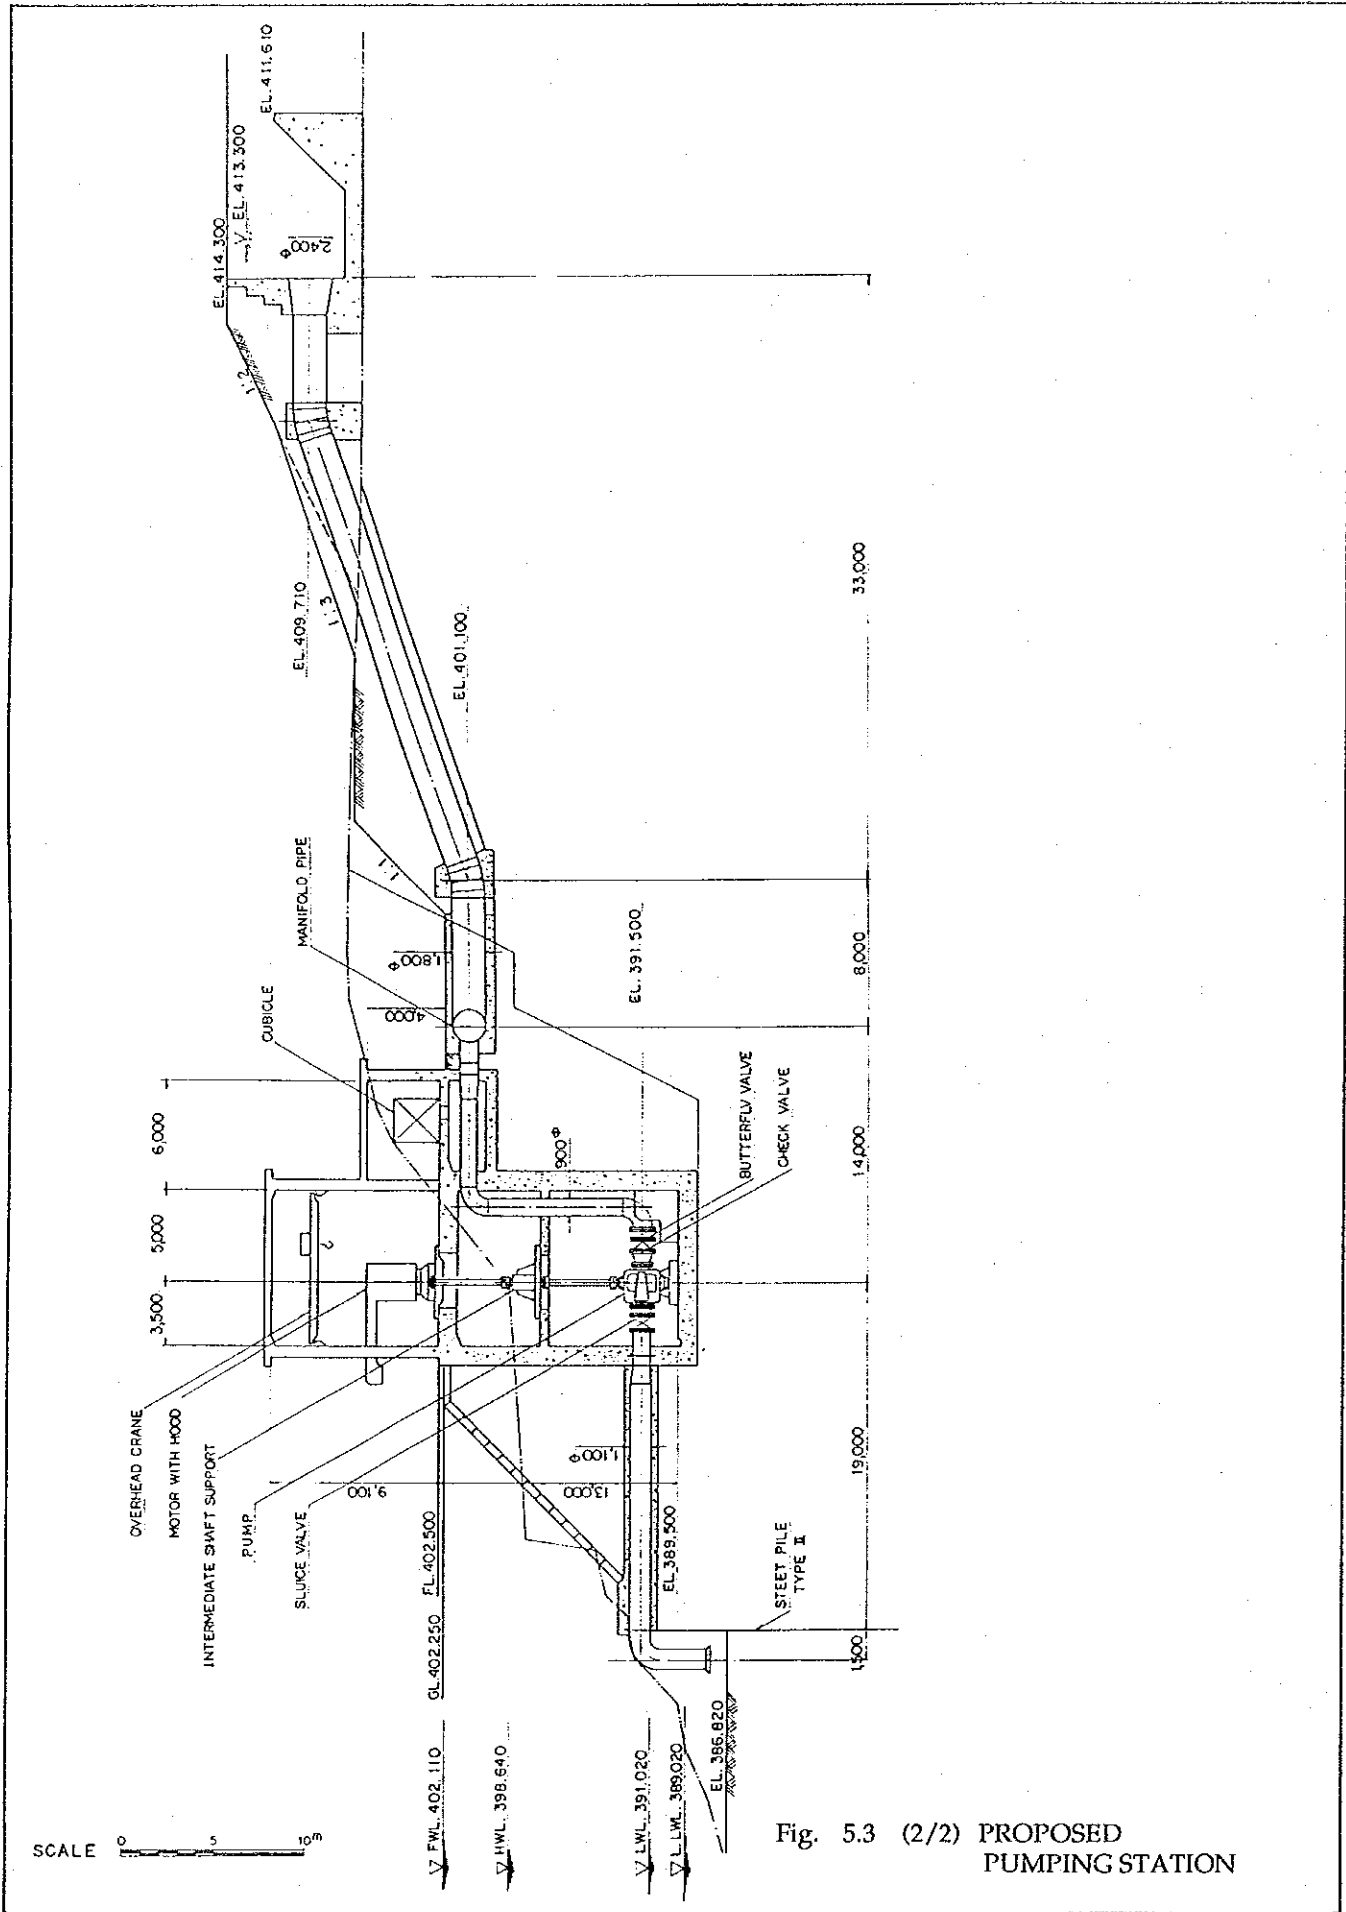 EL.411.610
EL.414.300
EL.413.300
2,400φ
1:2
EL.409.710
1:3
EL.401.100
33,000
MANIFOLD PIPE
1:1
1,800φ
4,000
EL.391.500
8,000
CUBICLE
BUTTERFLV VALVE
CHECK VALVE
6,000
900φ
14,000
5,000
3,500
OVERHEAD CRANE
MOTOR WITH HOOD
INTERMEDIATE SHAFT SUPPORT
PUMP
SLUICE VALVE
9,100
13,000
1,100φ
19,000
GL.402.250
FL.402.500
EL.389.500
STEET PILE
TYPE II
1,500
FWL.402.110
HWL.398.640
LWL.391.020
L.LWL.389.020
EL.386.820
SCALE 0 5 10m
Fig. 5.3 (2/2) PROPOSED
PUMPING STATION